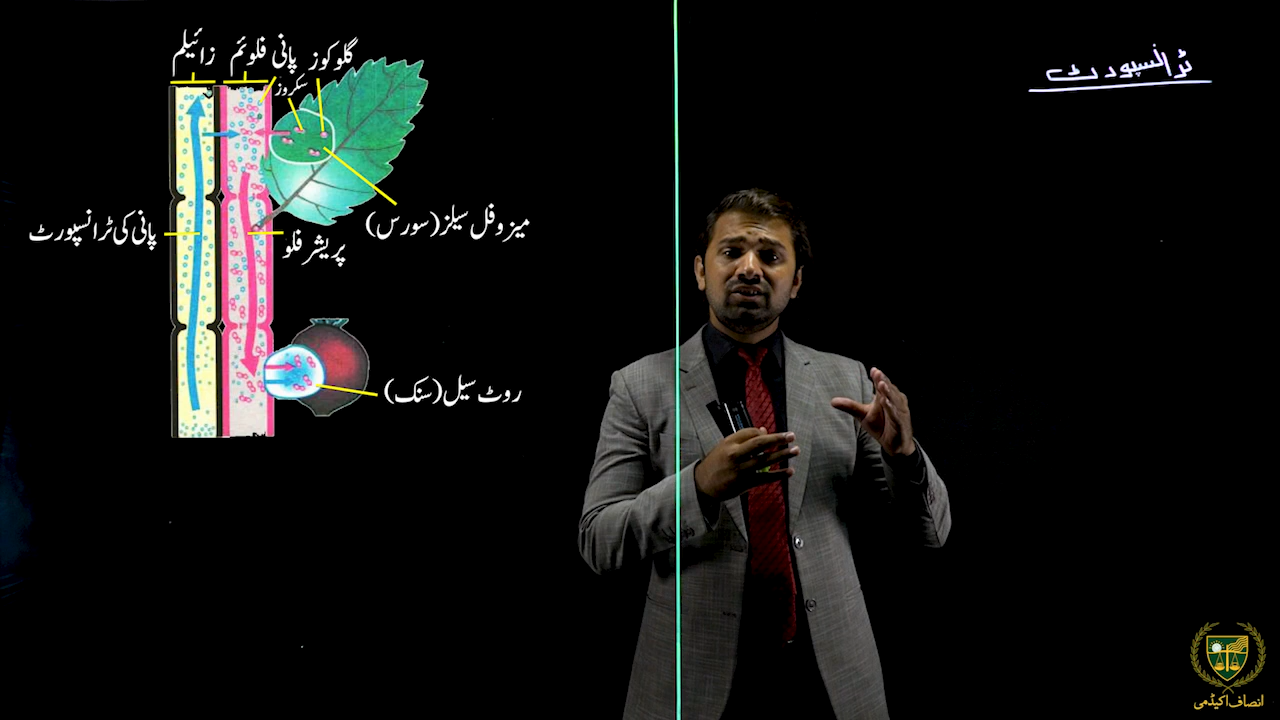 ٹرانسپورٹ
زائیلم
فلوئم
پانی
گلوکوز
سکروز
میزوفل سیلز (سورس)
پانی کی ٹرانسپورٹ
پریشر فلو
روٹ سیل (سنک)
انصاف اکیڈمی